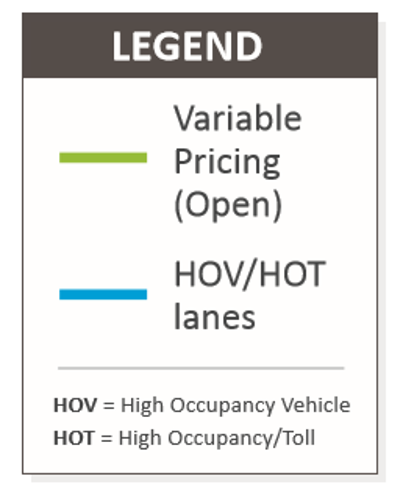 LEGEND
Variable
Pricing
(Open)
HOV/HOT
lanes
HOV = High Occupancy Vehicle
HOT = High Occupancy/Toll